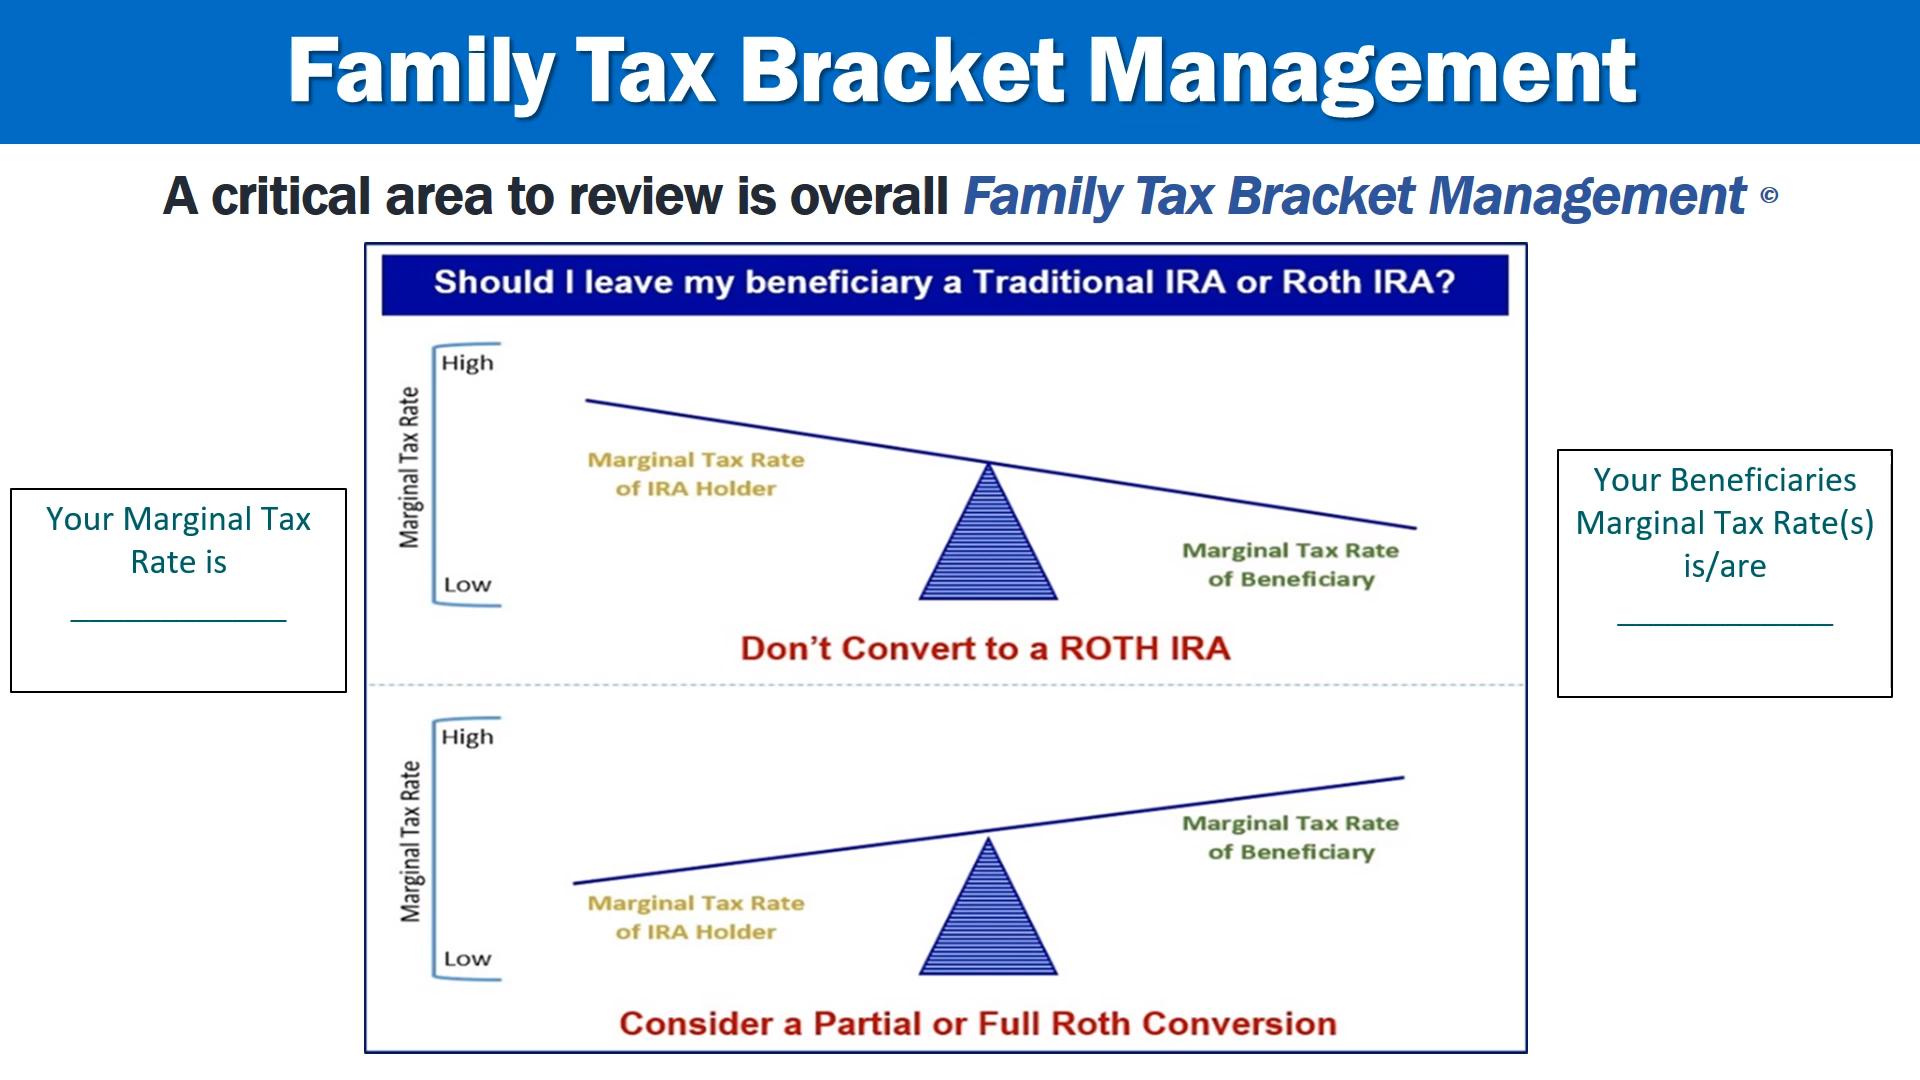 Family Tax Bracket Management
A critical area to review is overall Family Tax Bracket Management ©
Should I leave my beneficiary a Traditional IRA or Roth IRA?
High
Marginal Tax Rate
Low
Marginal Tax Rate
of IRA Holder
Marginal Tax Rate
of Beneficiary
Don’t Convert to a ROTH IRA
High
Marginal Tax Rate
Low
Marginal Tax Rate
of IRA Holder
Marginal Tax Rate
of Beneficiary
Consider a Partial or Full Roth Conversion
Your Marginal Tax
Rate is
Your Beneficiaries
Marginal Tax Rate(s)
is/are